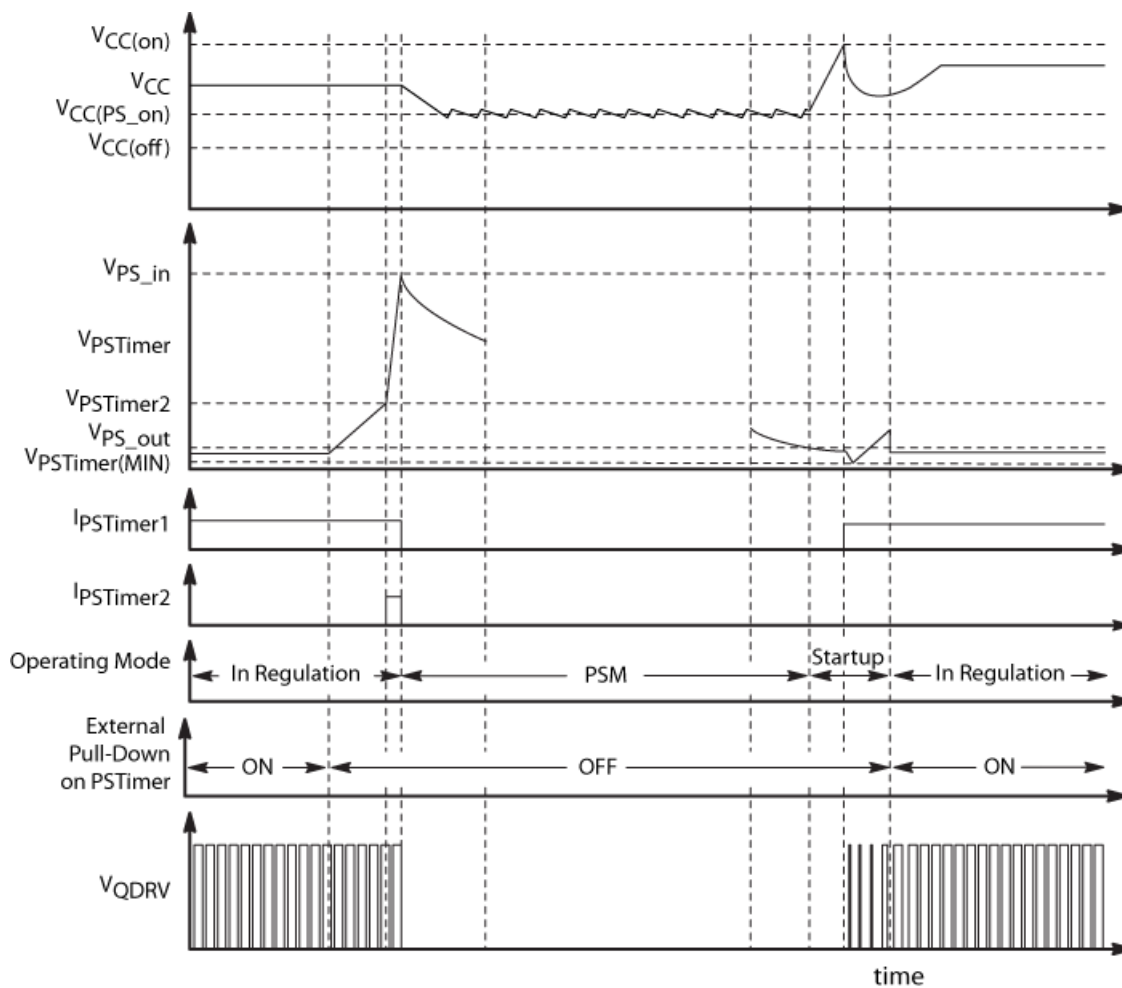 VCC(on)
VCC
VCC(PS_on)
VCC(off)
VPS_in
VPSTimer
VPSTimer2
VPS_out
VPSTimer(MIN)
IPSTimer1
IPSTimer2
Operating Mode
In Regulation
PSM
Startup
In Regulation
External
Pull-Down
on PSTimer
ON
OFF
ON
VQDRV
time